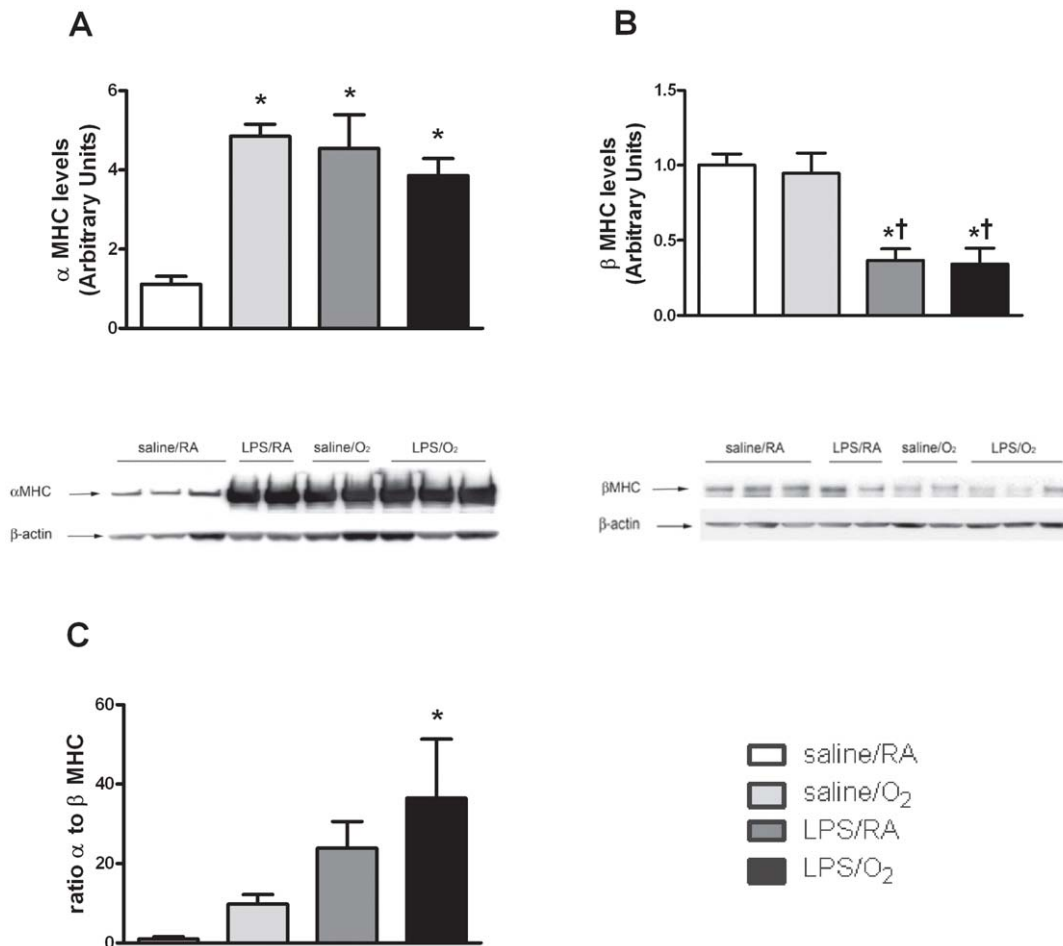 A
B
6
4
2
0
α MHC levels
(Arbitrary Units)
*
*
*
1.5
1.0
0.5
0.0
β MHC levels
(Arbitrary Units)
*†
*†
saline/RA
LPS/RA
saline/O₂
LPS/O₂
αMHC
β-actin
saline/RA
LPS/RA
saline/O₂
LPS/O₂
βMHC
β-actin
C
60
40
20
0
ratio α to β MHC
*
saline/RA
saline/O₂
LPS/RA
LPS/O₂